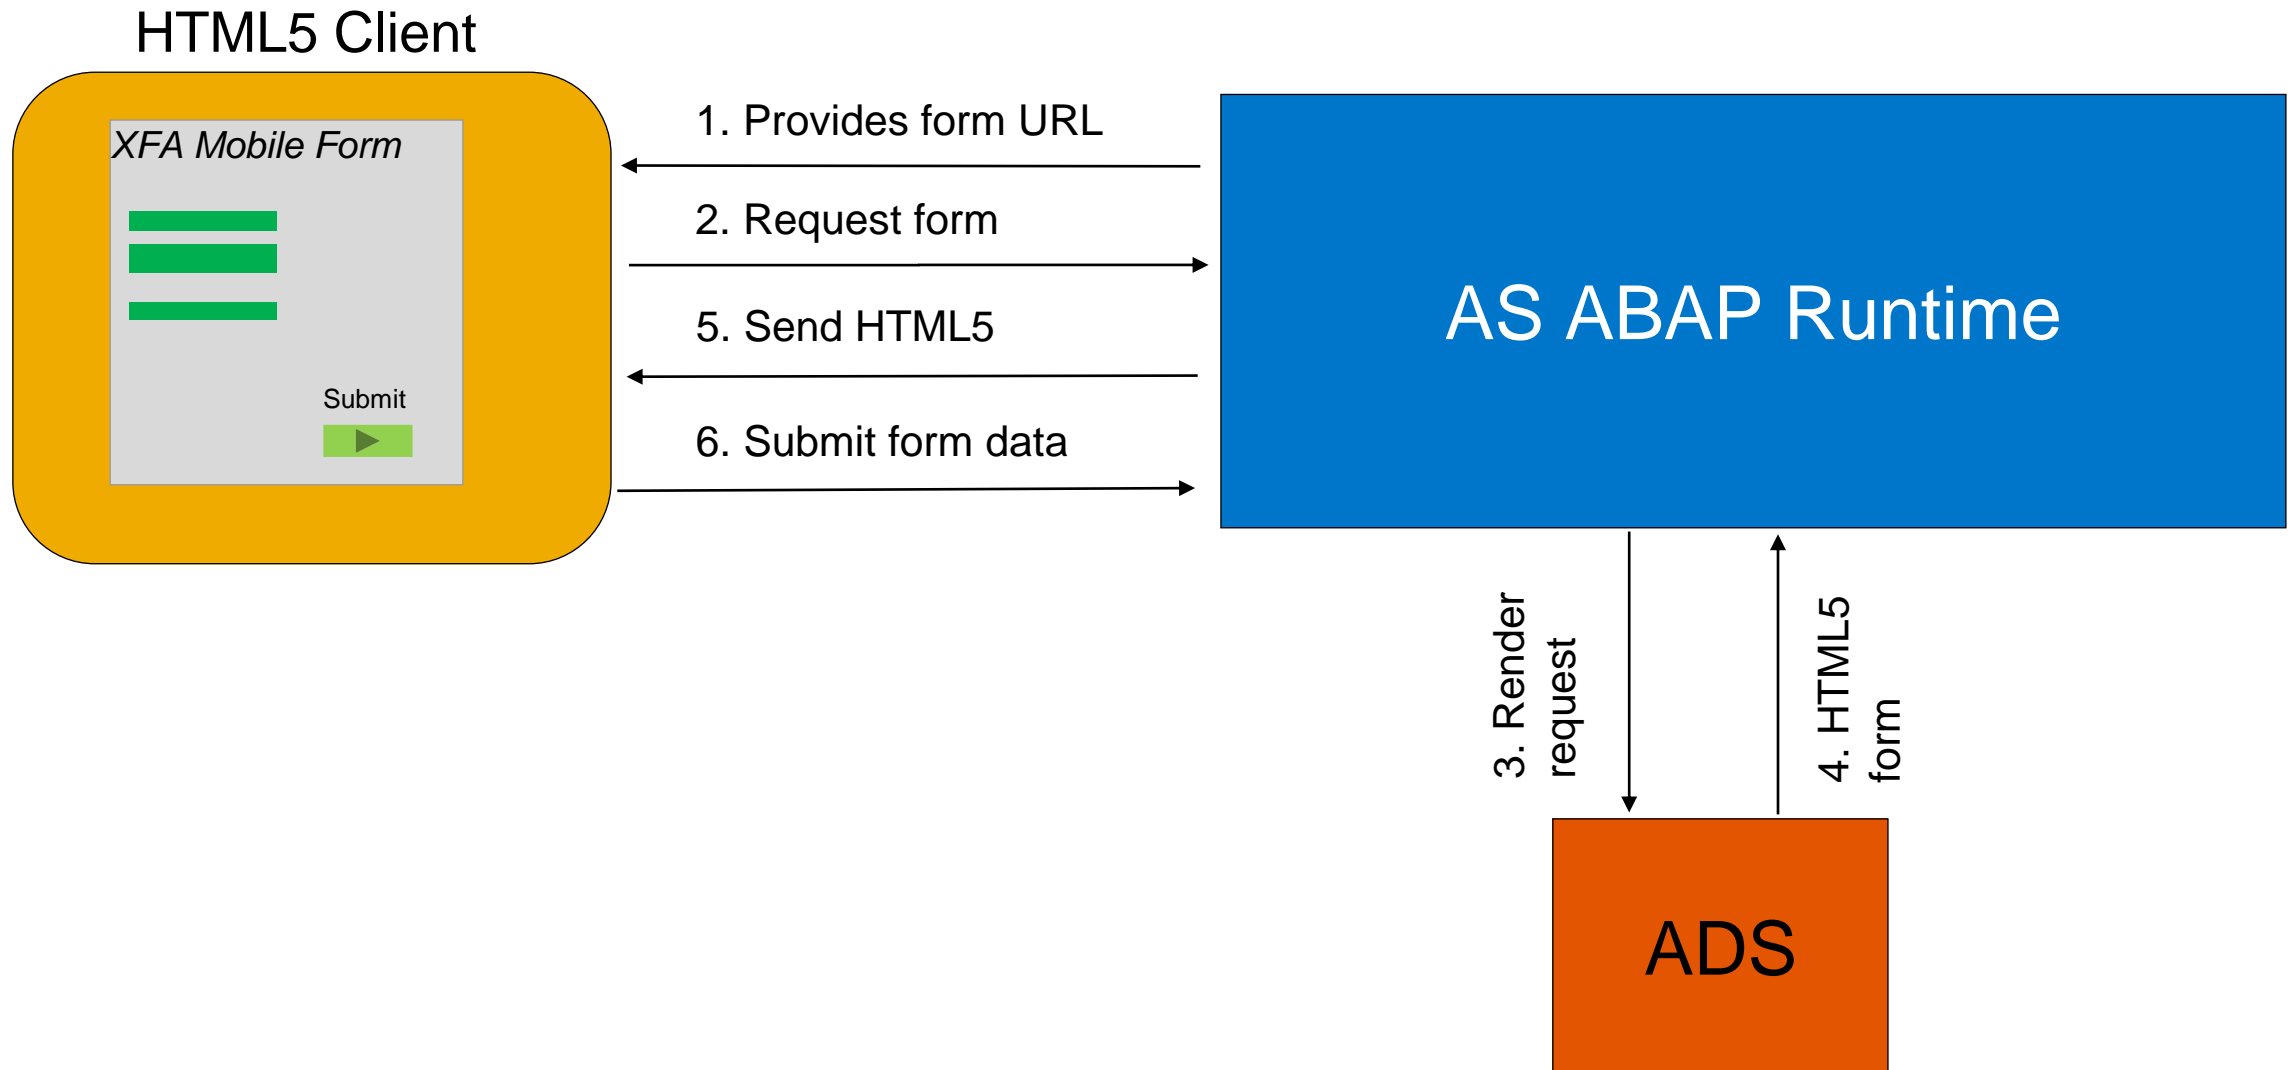 HTML5 Client
XFA Mobile Form
Submit
1. Provides form URL
2. Request form
5. Send HTML5
6. Submit form data
AS ABAP Runtime
3. Render
request
4. HTML5
form
ADS